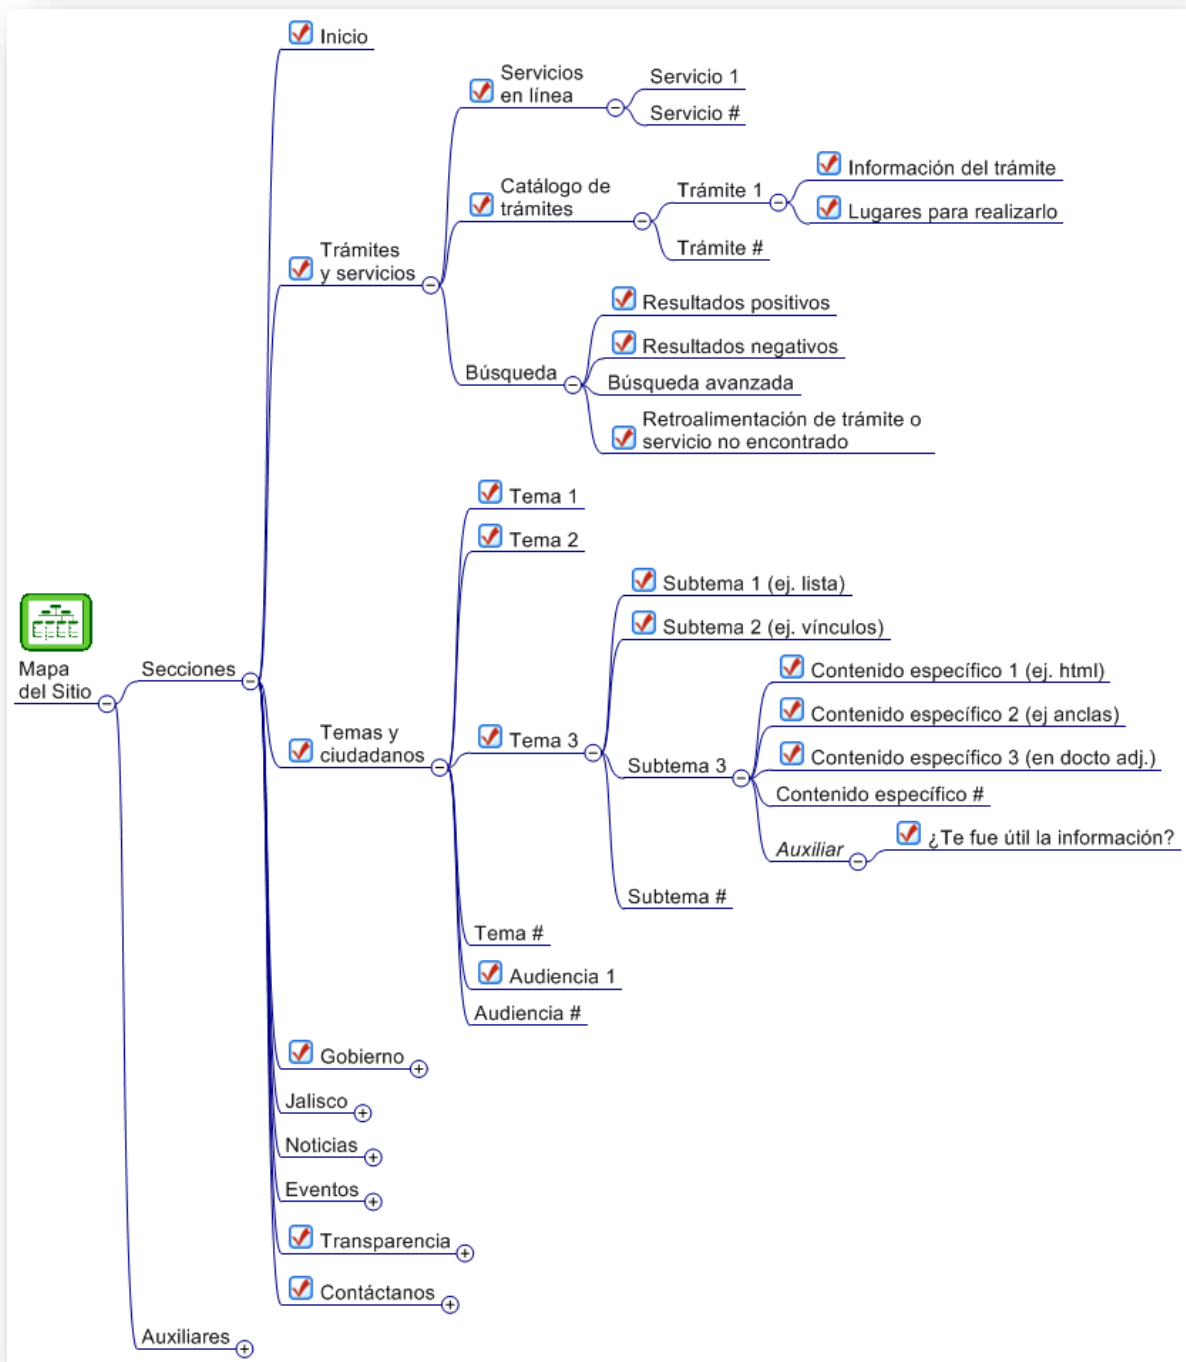 Inicio
Servicios
en línea
Servicio 1
Servicio #
Catálogo de
trámites
Trámite 1
Información del trámite
Lugares para realizarlo
Trámite #
Trámites
y servicios
Resultados positivos
Resultados negativos
Búsqueda
Búsqueda avanzada
Retroalimentación de trámite o
servicio no encontrado
Tema 1
Tema 2
Subtema 1 (ej. lista)
Subtema 2 (ej. vínculos)
Mapa
del Sitio
Secciones
Temas y
ciudadanos
Tema 3
Subtema 3
Contenido específico 1 (ej. html)
Contenido específico 2 (ej anclas)
Contenido específico 3 (en docto adj.)
Contenido específico #
Auxiliar
¿Te fue útil la información?
Subtema #
Tema #
Audiencia 1
Audiencia #
Gobierno
Jalisco
Noticias
Eventos
Transparencia
Contáctanos
Auxiliares